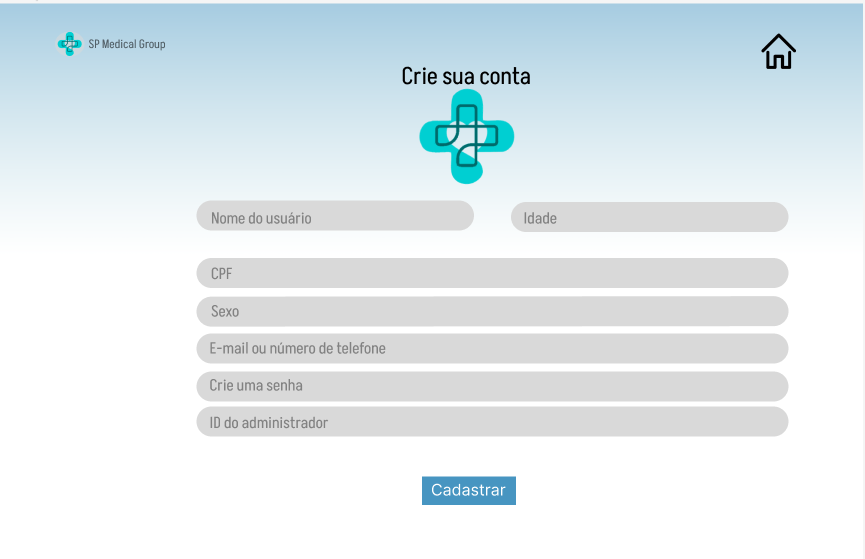 SP Medical Group
Crie sua conta
Nome do usuário
Idade
CPF
Sexo
E-mail ou número de telefone
Crie uma senha
ID do administrador
Cadastrar